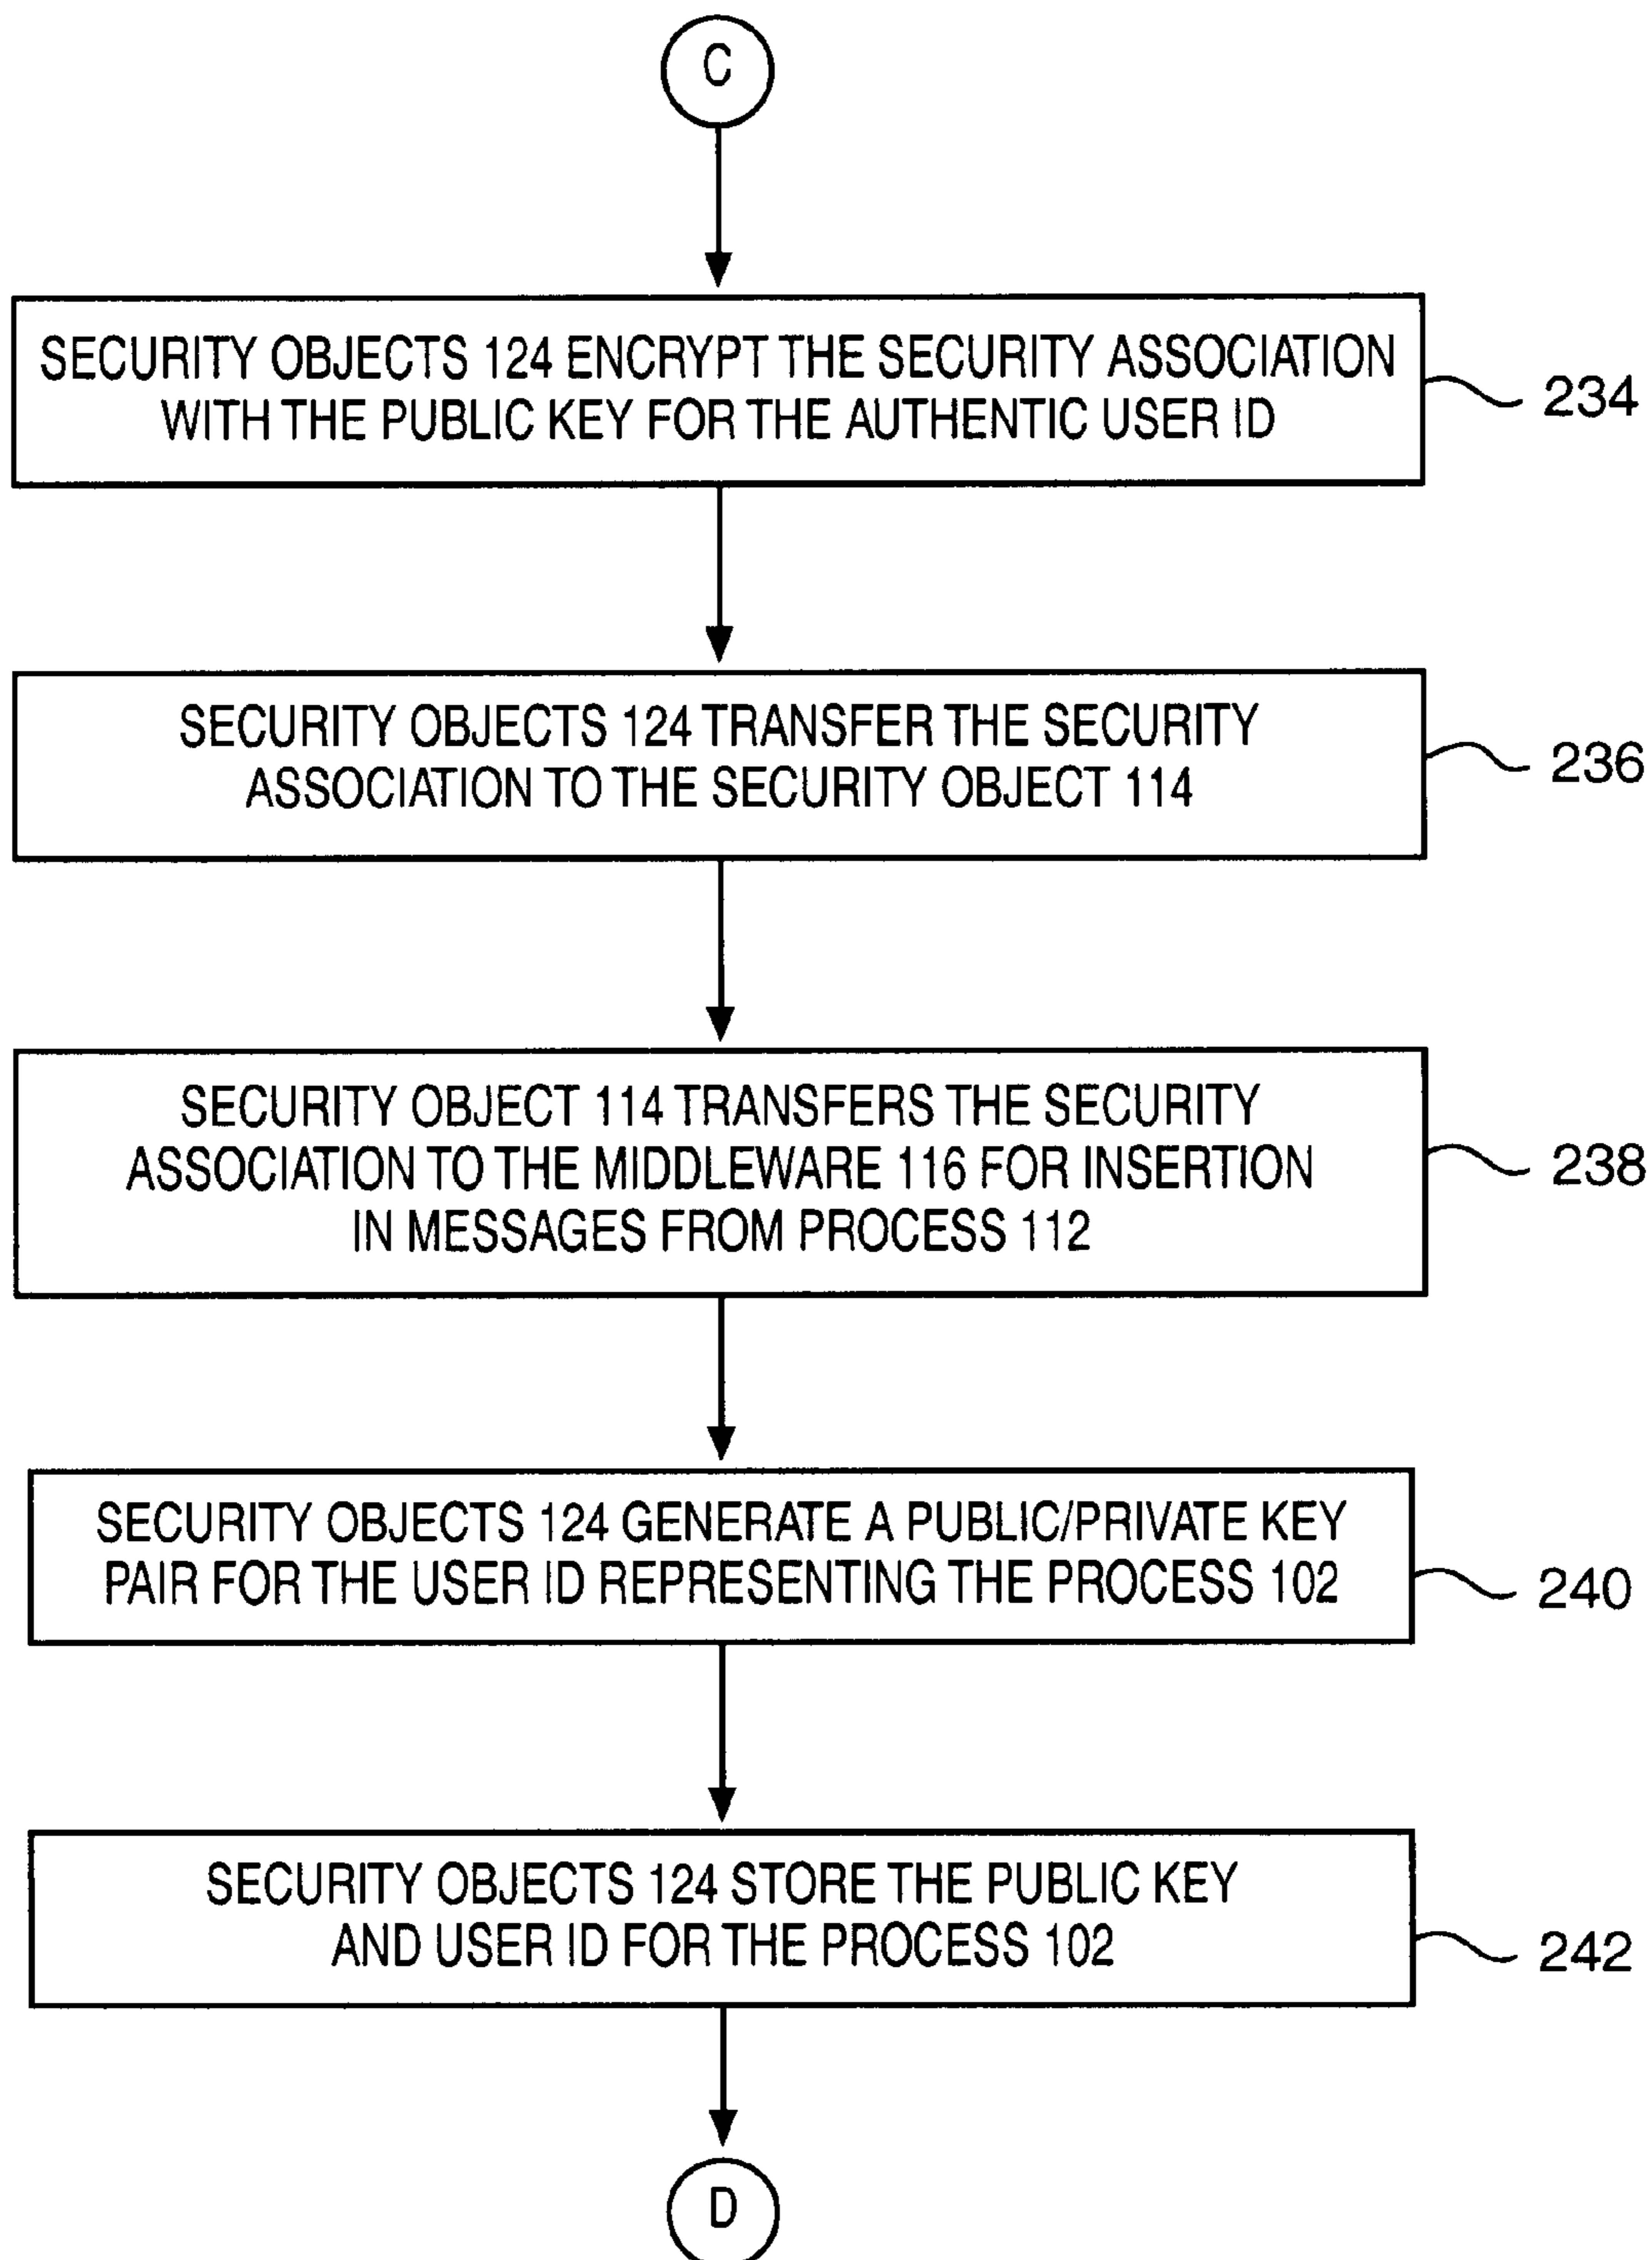 C
SECURITY OBJECTS 124 ENCRYPT THE SECURITY ASSOCIATION
WITH THE PUBLIC KEY FOR THE AUTHENTIC USER ID
234
SECURITY OBJECTS 124 TRANSFER THE SECURITY
ASSOCIATION TO THE SECURITY OBJECT 114
236
SECURITY OBJECT 114 TRANSFERS THE SECURITY
ASSOCIATION TO THE MIDDLEWARE 116 FOR INSERTION
IN MESSAGES FROM PROCESS 112
238
SECURITY OBJECTS 124 GENERATE A PUBLIC/PRIVATE KEY
PAIR FOR THE USER ID REPRESENTING THE PROCESS 102
240
SECURITY OBJECTS 124 STORE THE PUBLIC KEY
AND USER ID FOR THE PROCESS 102
242
D